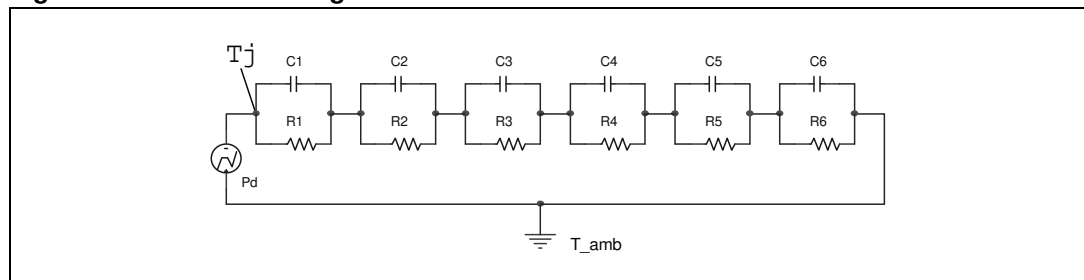 Tj
C1 C2 C3 C4 C5 C6
R1 R2 R3 R4 R5 R6
Pd
T_amb